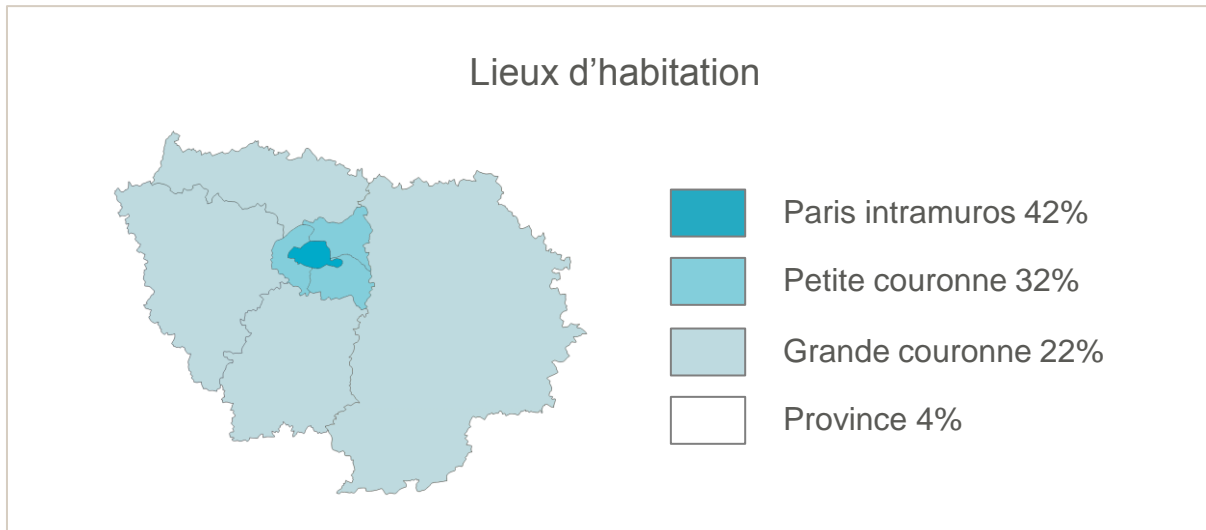 Lieux d’habitation
Paris intramuros 42%
Petite couronne 32%
Grande couronne 22%
Province 4%